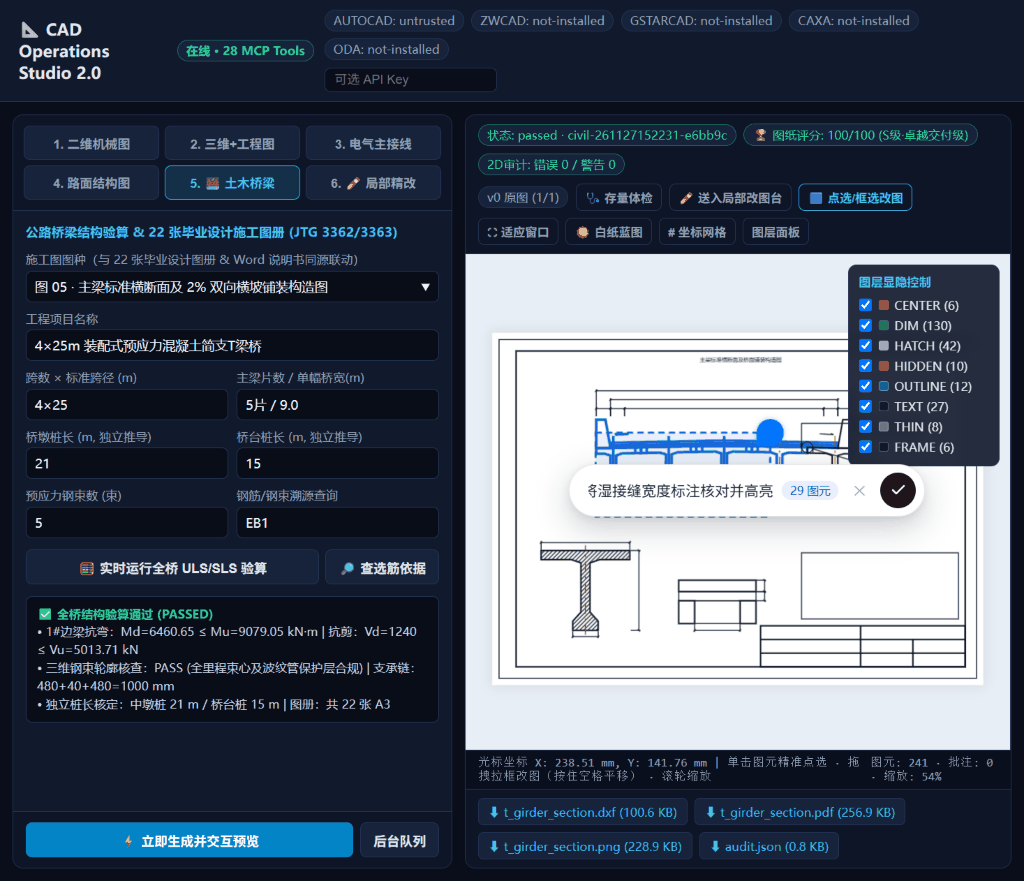 📐 CAD Operations Studio 2.0
在线 • 28 MCP Tools
AUTOCAD: untrusted
ZWCAD: not-installed
GSTARCAD: not-installed
CAXA: not-installed
ODA: not-installed
可选 API Key
1. 二维机械图
2. 三维+工程图
3. 电气主接线
4. 路面结构图
5. 🌉 土木桥梁
6. 🖍 局部精改
公路桥梁结构验算 & 22 张毕业设计施工图册 (JTG 3362/3363)
施工图图种（与 22 张毕业设计图册 & Word 说明书同源联动）
图 05 · 主梁标准横断面及 2% 双向横坡铺装构造图
工程项目名称
4×25m 装配式预应力混凝土简支T梁桥
跨数 × 标准跨径 (m)
主梁片数 / 单幅桥宽(m)
4×25
5片 / 9.0
桥墩桩长 (m, 独立推导)
桥台桩长 (m, 独立推导)
21
15
预应力钢束数 (束)
钢筋/钢束溯源查询
5
EB1
🧮 实时运行全桥 ULS/SLS 验算
🔎 查选筋依据
✅ 全桥结构验算通过 (PASSED)
• 1#边梁抗弯：Md=6460.65 ≤ Mu=9079.05 kN·m | 抗剪：Vd=1240
≤ Vu=5013.71 kN
• 三维钢束轮廓核查：PASS (全里程束心及波纹管保护层合规) | 支承链：
480+40+480=1000 mm
• 独立桩长核定：中墩桩 21 m / 桥台桩 15 m | 图册：共 22 张 A3
⚡ 立即生成并交互预览
后台队列
状态: passed · civil-261127152231-e6bb9c
🏆 图纸评分: 100/100 (S级·卓越交付级)
2D审计: 错误 0 / 警告 0
v0 原图 (1/1)
🩺 存量体检
🖍 送入局部改图台
🟦 点选/框选改图
⛶ 适应窗口
白纸蓝图
# 坐标网格
图层面板
图层显隐控制
CENTER (6)
DIM (130)
HATCH (42)
HIDDEN (10)
OUTLINE (12)
TEXT (27)
THIN (8)
FRAME (6)
湿接缝宽度标注核对并高亮
29 图元
光标坐标 X: 238.51 mm, Y: 141.76 mm | 单击图元精准点选 · 拖
拽拉框改图（按住空格平移） · 滚轮缩放
图元: 241 · 批注: 0
· 缩放: 54%
⬇ t_girder_section.dxf (100.6 KB)
⬇ t_girder_section.pdf (256.9 KB)
⬇ t_girder_section.png (228.9 KB)
⬇ audit.json (0.8 KB)